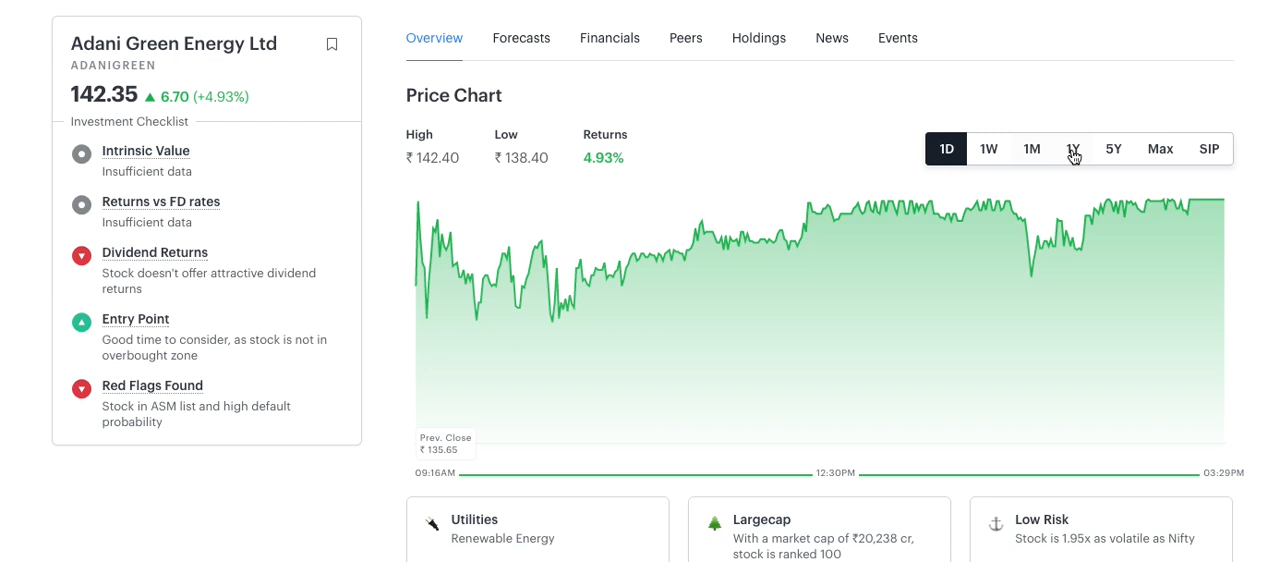 Adani Green Energy Ltd
ADANIGREEN
142.35 ▲ 6.70 (+4.93%)
Investment Checklist
Intrinsic Value
Insufficient data
Returns vs FD rates
Insufficient data
Dividend Returns
Stock doesn't offer attractive dividend
returns
Entry Point
Good time to consider, as stock is not in
overbought zone
Red Flags Found
Stock in ASM list and high default
probability
Overview Forecasts Financials Peers Holdings News Events
Price Chart
High Low Returns
₹ 142.40 ₹ 138.40 4.93%
1D 1W 1M 1Y 5Y Max SIP
Prev. Close
₹ 135.65
09:16AM 12:30PM 03:29PM
Utilities
Renewable Energy
Largecap
With a market cap of ₹20,238 cr,
stock is ranked 100
Low Risk
Stock is 1.95x as volatile as Nifty